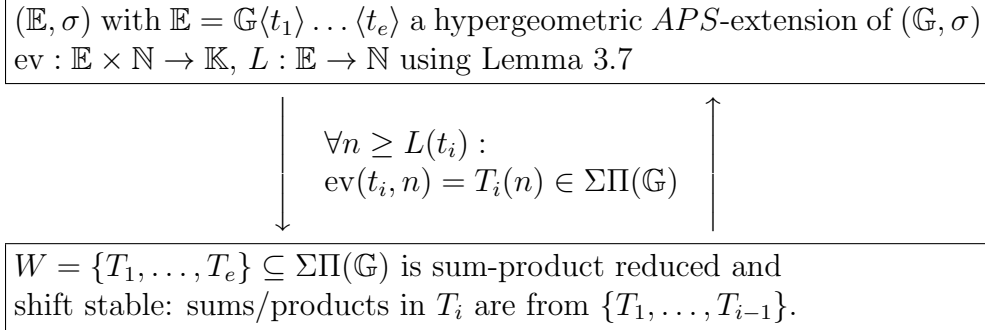 (𝔼, σ) with 𝔼 = 𝔾⟨t₁⟩ … ⟨tₑ⟩ a hypergeometric APS-extension of (𝔾, σ)
ev : 𝔼 × ℕ → 𝕂, L : 𝔼 → ℕ using Lemma 3.7
∀n ≥ L(tᵢ) :
ev(tᵢ, n) = Tᵢ(n) ∈ ΣΠ(𝔾)
W = {T₁, …, Tₑ} ⊆ ΣΠ(𝔾) is sum-product reduced and
shift stable: sums/products in Tᵢ are from {T₁, …, Tᵢ₋₁}.